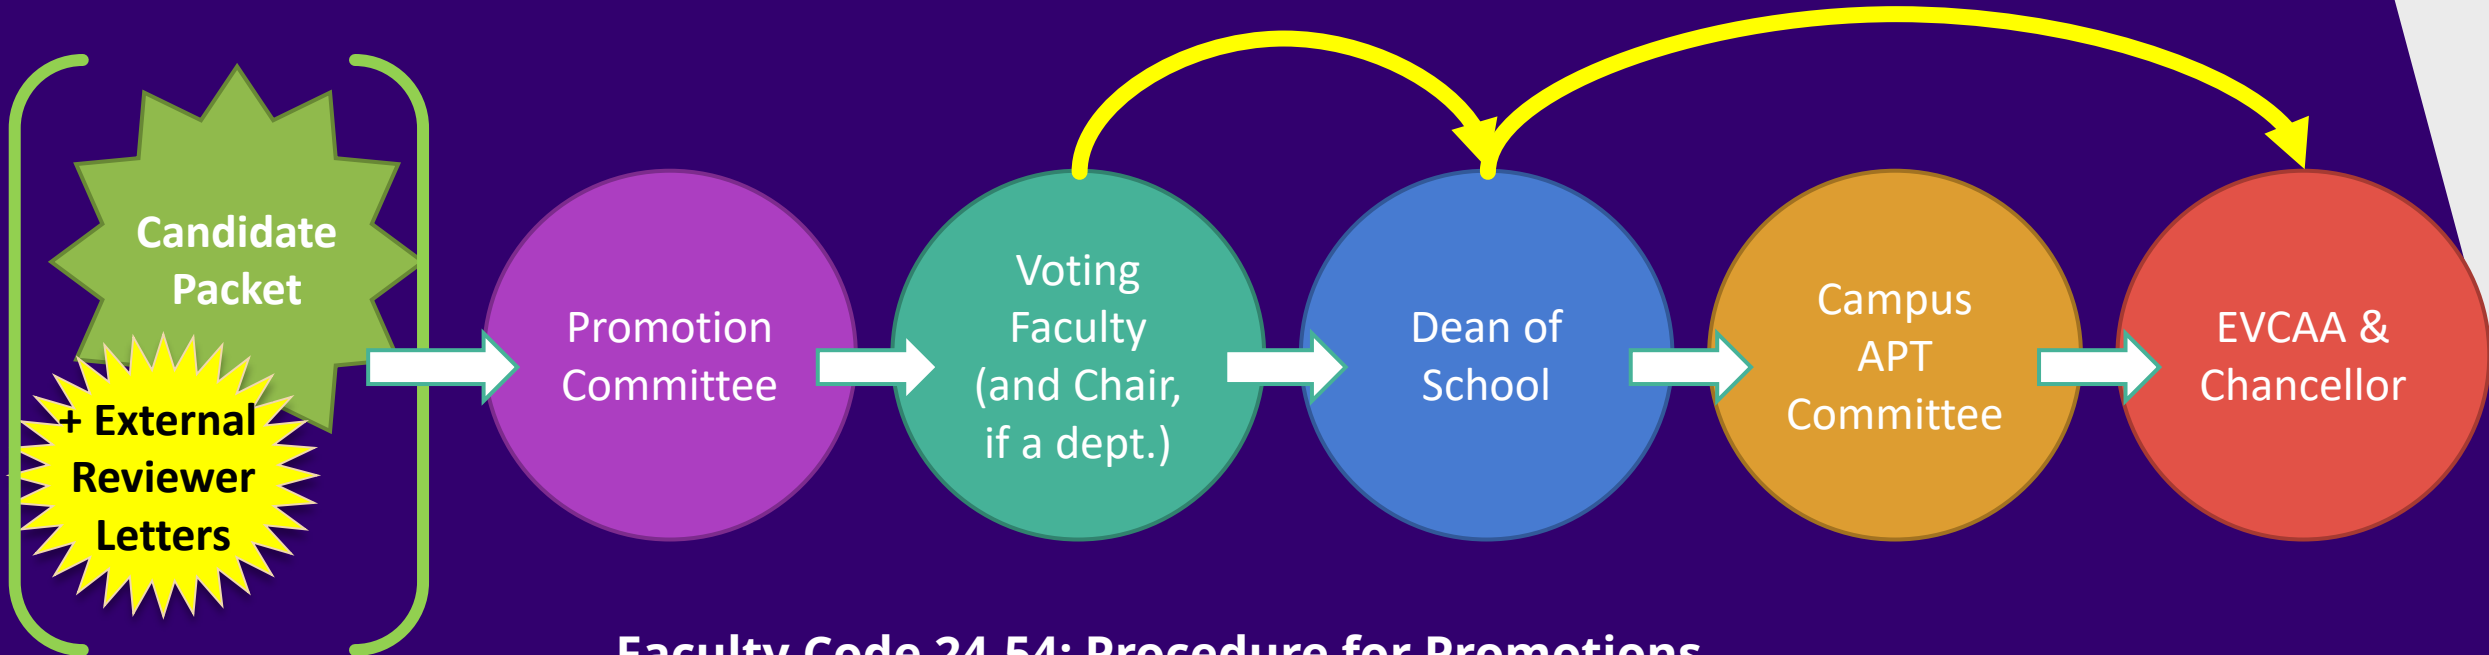 Candidate
Packet
+ External
Reviewer
Letters
Promotion
Committee
Voting
Faculty
(and Chair,
if a dept.)
Dean of
School
Campus
APT
Committee
EVCAA &
Chancellor
Faculty Code 24.54: Procedure for Promotions